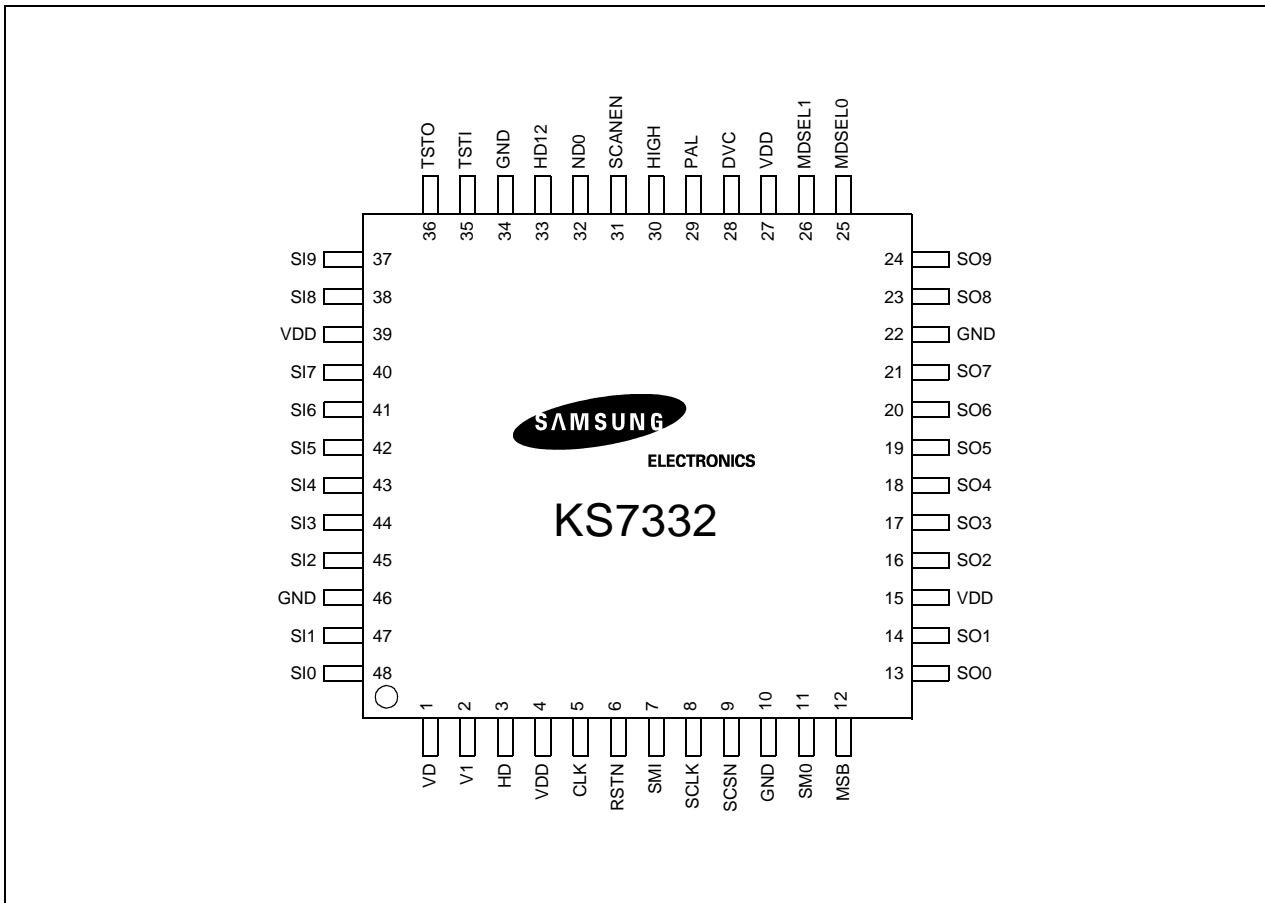 TSTO TSTI GND HD12 ND0 SCANEN HIGH PAL DVC VDD MDSEL1 MDSEL0
36 35 34 33 32 31 30 29 28 27 26 25
SI9 37 24 SO9
SI8 38 23 SO8
VDD 39 22 GND
SI7 40 21 SO7
SI6 41 20 SO6
SI5 42 19 SO5
SI4 43 18 SO4
SI3 44 17 SO3
SI2 45 16 SO2
GND 46 15 VDD
SI1 47 14 SO1
SI0 48 13 SO0
SAMSUNG
ELECTRONICS
KS7332
1 2 3 4 5 6 7 8 9 10 11 12
VD V1 HD VDD CLK RSTN SMI SCLK SCSN GND SM0 MSB